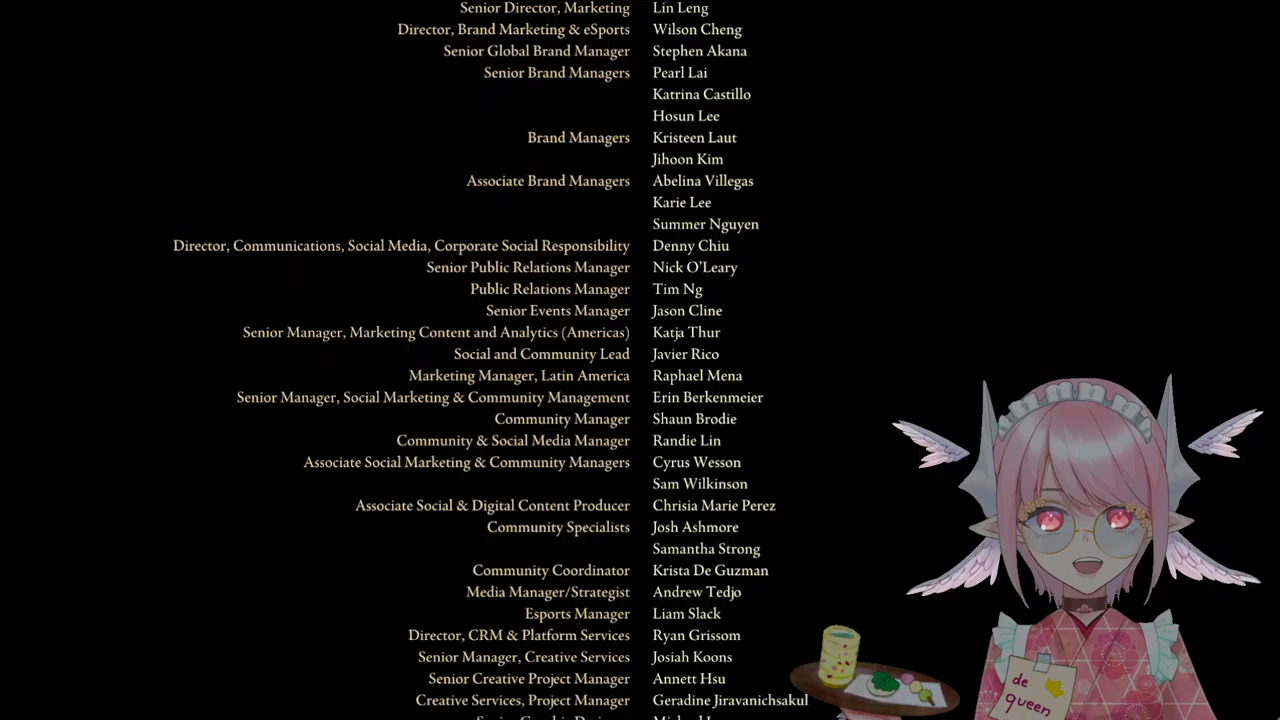 Senior Director, Marketing Lin Leng
Director, Brand Marketing & eSports Wilson Cheng
Senior Global Brand Manager Stephen Akana
Senior Brand Managers Pearl Lai
Katrina Castillo
Hosun Lee
Brand Managers Kristeen Laut
Jihoon Kim
Associate Brand Managers Abelina Villegas
Karie Lee
Summer Nguyen
Director, Communications, Social Media, Corporate Social Responsibility Denny Chiu
Senior Public Relations Manager Nick O'Leary
Public Relations Manager Tim Ng
Senior Events Manager Jason Cline
Senior Manager, Marketing Content and Analytics (Americas) Katja Thur
Social and Community Lead Javier Rico
Marketing Manager, Latin America Raphael Mena
Senior Manager, Social Marketing & Community Management Erin Berkenmeier
Community Manager Shaun Brodie
Community & Social Media Manager Randie Lin
Associate Social Marketing & Community Managers Cyrus Wesson
Sam Wilkinson
Associate Social & Digital Content Producer Chrisia Marie Perez
Community Specialists Josh Ashmore
Samantha Strong
Community Coordinator Krista De Guzman
Media Manager/Strategist Andrew Tedjo
Esports Manager Liam Slack
Director, CRM & Platform Services Ryan Grissom
Senior Manager, Creative Services Josiah Koons
Senior Creative Project Manager Annett Hsu
Creative Services, Project Manager Geradine Jiravanichsakul
de
queen